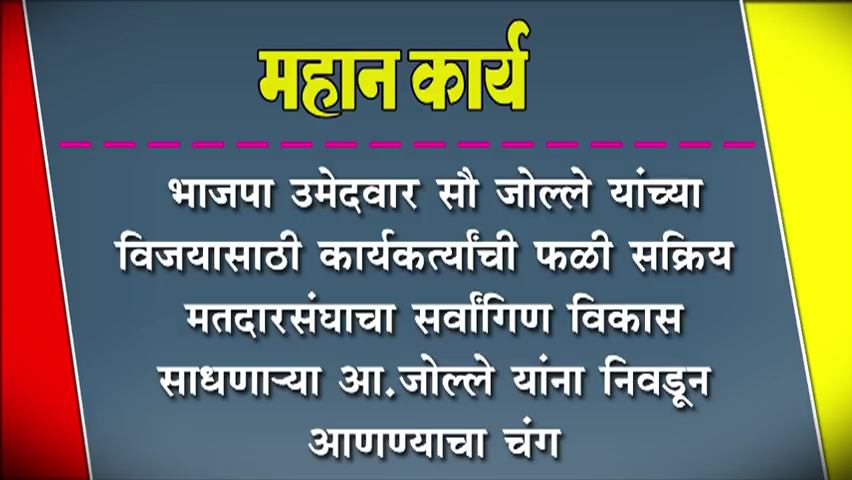 महान कार्य
भाजपा उमेदवार सौ जोल्ले यांच्या
विजयासाठी कार्यकर्त्यांची फळी सक्रिय
मतदारसंघाचा सर्वांगिण विकास
साधणाऱ्या आ.जोल्ले यांना निवडून
आणण्याचा चंग